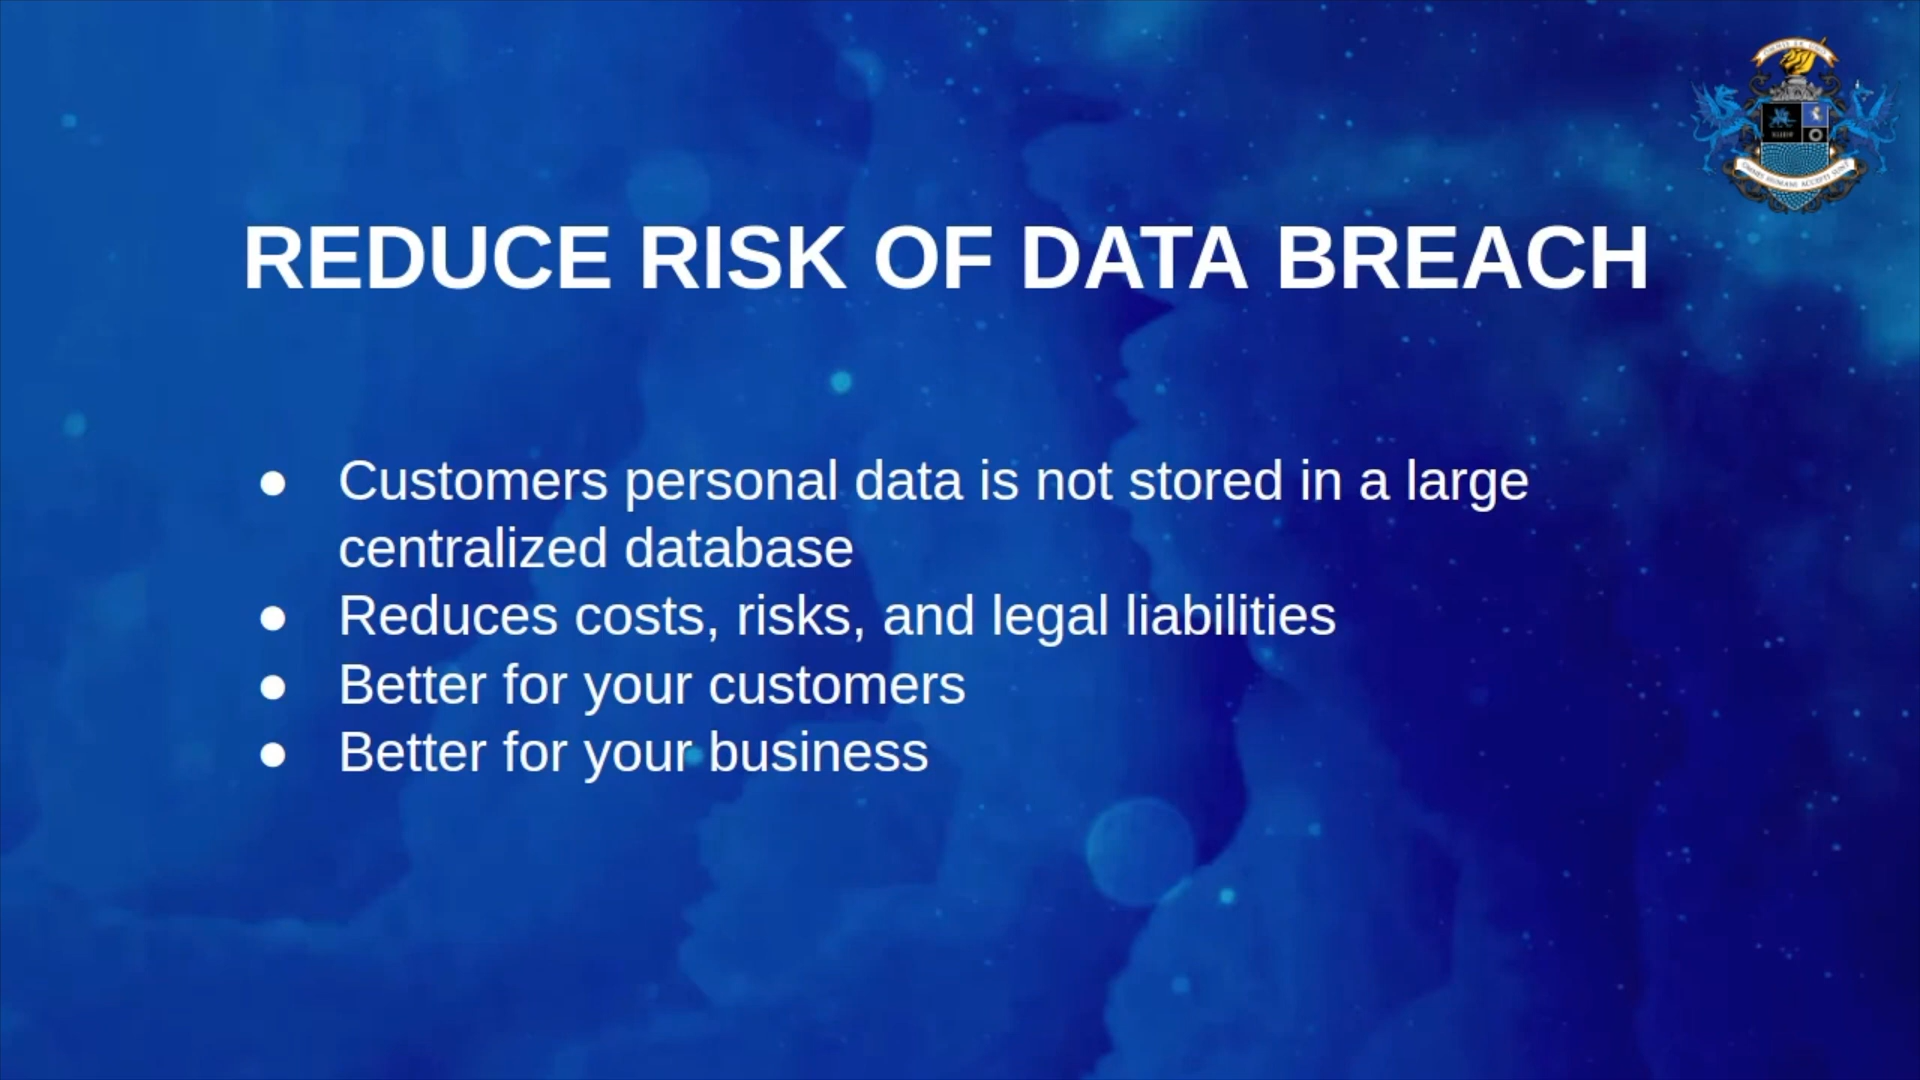 REDUCE RISK OF DATA BREACH
● Customers personal data is not stored in a large
centralized database
● Reduces costs, risks, and legal liabilities
● Better for your customers
● Better for your business